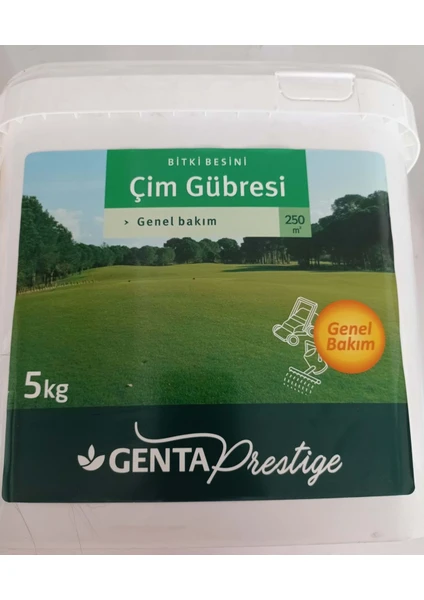 BİTKİ BESİNİ
Çim Gübresi
> Genel bakım
250
m²
Genel
Bakım
5kg
GENTA Prestige